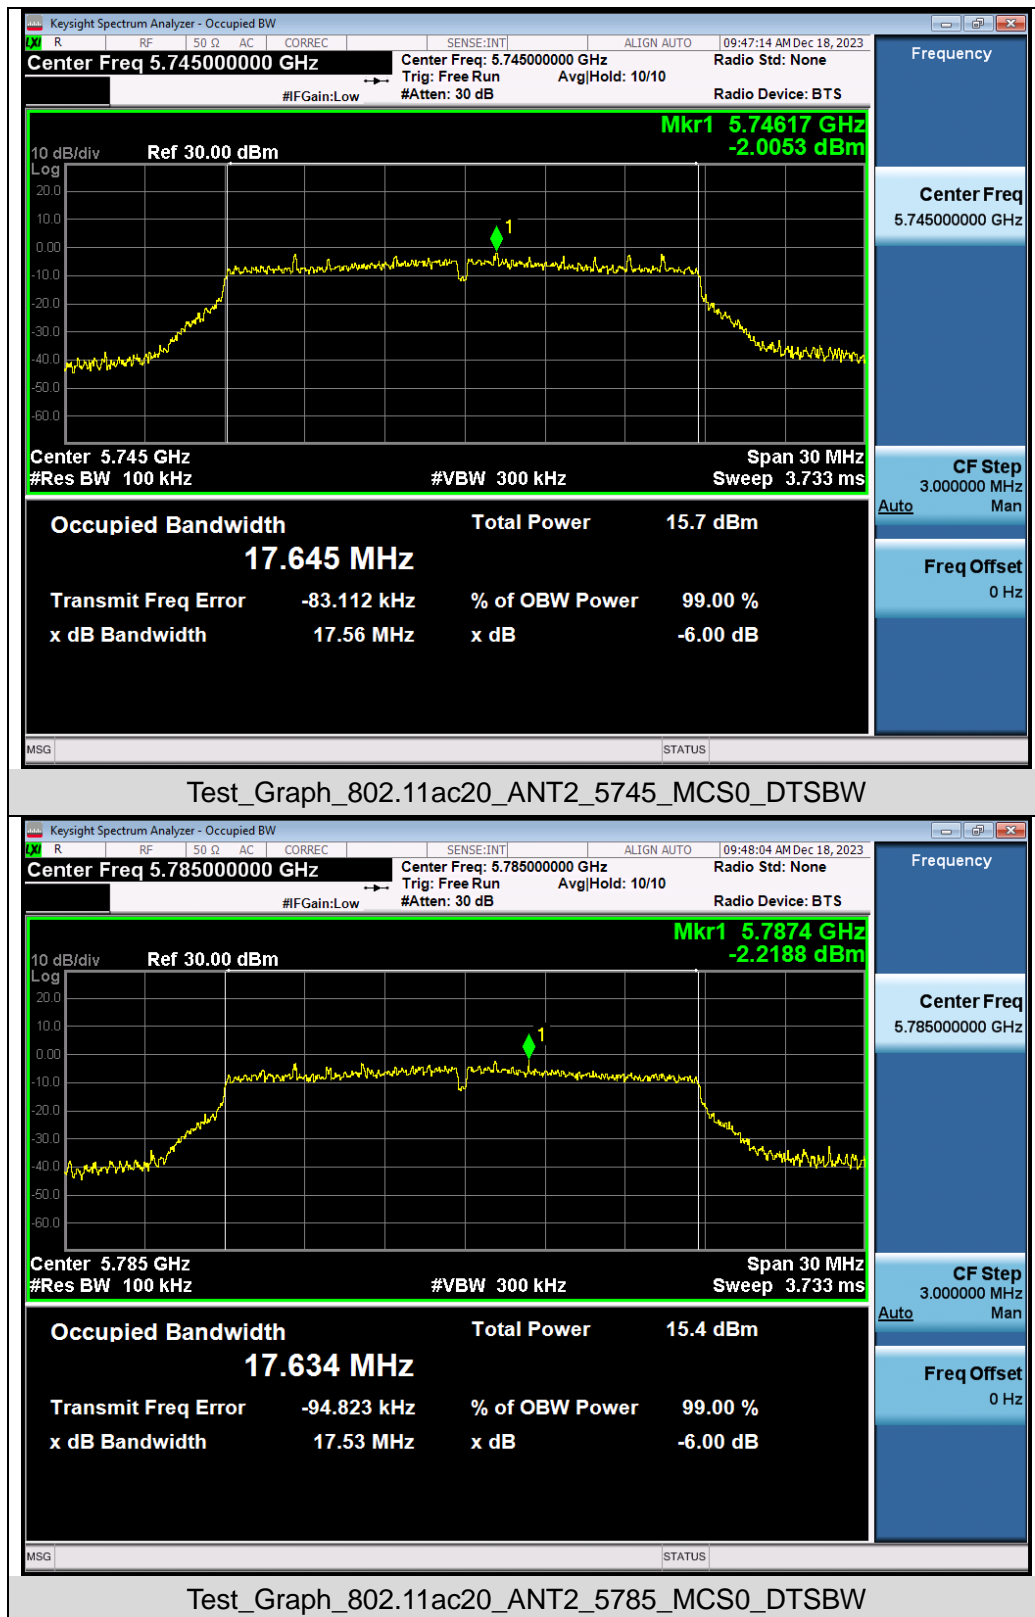 Keysight Spectrum Analyzer - Occupied BW
LXI R RF 50 Ω AC CORREC SENSE:INT ALIGN AUTO 09:47:14 AM Dec 18, 2023
Center Freq 5.745000000 GHz
Center Freq: 5.745000000 GHz Radio Std: None
Trig: Free Run Avg|Hold: 10/10
#IFGain:Low #Atten: 30 dB Radio Device: BTS
Frequency
Mkr1 5.74617 GHz
-2.0053 dBm
10 dB/div Ref 30.00 dBm
Log
20.0
10.0
0.00
-10.0
-20.0
-30.0
-40.0
-50.0
-60.0
1
Center 5.745 GHz Span 30 MHz
#Res BW 100 kHz #VBW 300 kHz Sweep 3.733 ms
Center Freq
5.745000000 GHz
CF Step
3.000000 MHz
Auto Man
Freq Offset
0 Hz
Occupied Bandwidth Total Power 15.7 dBm
17.645 MHz
Transmit Freq Error -83.112 kHz % of OBW Power 99.00 %
x dB Bandwidth 17.56 MHz x dB -6.00 dB
MSG STATUS
Test_Graph_802.11ac20_ANT2_5745_MCS0_DTSBW
Keysight Spectrum Analyzer - Occupied BW
LXI R RF 50 Ω AC CORREC SENSE:INT ALIGN AUTO 09:48:04 AM Dec 18, 2023
Center Freq 5.785000000 GHz
Center Freq: 5.785000000 GHz Radio Std: None
Trig: Free Run Avg|Hold: 10/10
#IFGain:Low #Atten: 30 dB Radio Device: BTS
Frequency
Mkr1 5.7874 GHz
-2.2188 dBm
10 dB/div Ref 30.00 dBm
Log
20.0
10.0
0.00
-10.0
-20.0
-30.0
-40.0
-50.0
-60.0
1
Center 5.785 GHz Span 30 MHz
#Res BW 100 kHz #VBW 300 kHz Sweep 3.733 ms
Center Freq
5.785000000 GHz
CF Step
3.000000 MHz
Auto Man
Freq Offset
0 Hz
Occupied Bandwidth Total Power 15.4 dBm
17.634 MHz
Transmit Freq Error -94.823 kHz % of OBW Power 99.00 %
x dB Bandwidth 17.53 MHz x dB -6.00 dB
MSG STATUS
Test_Graph_802.11ac20_ANT2_5785_MCS0_DTSBW